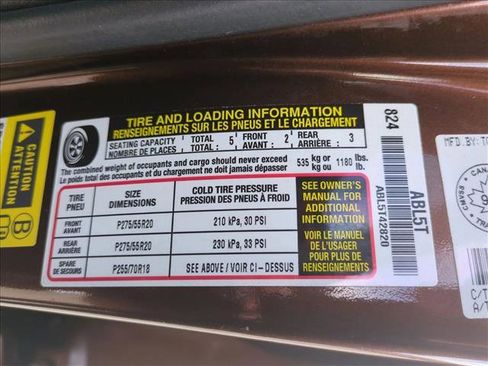 TIRE AND LOADING INFORMATION
RENSEIGNEMENTS SUR LES PNEUS ET LE CHARGEMENT
SEATING CAPACITY TOTAL 5 FRONT 2 REAR 3
NOMBRE DE PLACES: TOTAL AVANT ARRIÈRE
The combined weight of occupants and cargo should never exceed 535 kg or 1180 lbs.
Le poids total des occupants et du chargement ne doit jamais dépasser kg ou lb.
TIRE SIZE COLD TIRE PRESSURE
PNEU DIMENSIONS PRESSION DES PNEUS À FROID
FRONT
AVANT P275/55R20 210 kPa, 30 PSI
REAR
ARRIÈRE P275/55R20 230 kPa, 33 PSI
SPARE
DE SECOURS P255/70R18 SEE ABOVE / VOIR CI-DESSUS
SEE OWNER'S
MANUAL FOR
ADDITIONAL
INFORMATION
VOIR LE MANUEL
DE L'USAGER
POUR PLUS DE
RENSEIGNEMENTS
824
ABL5T
CAUTION
ATTENTION
B
MFD.BY:TO
CANA
CMVSS
TRA
C/T
A/T